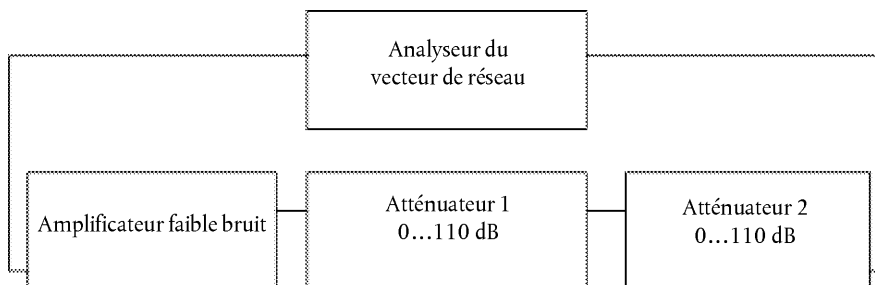 Analyseur du
vecteur de réseau
Amplificateur faible bruit
Atténuateur 1
0…110 dB
Atténuateur 2
0…110 dB